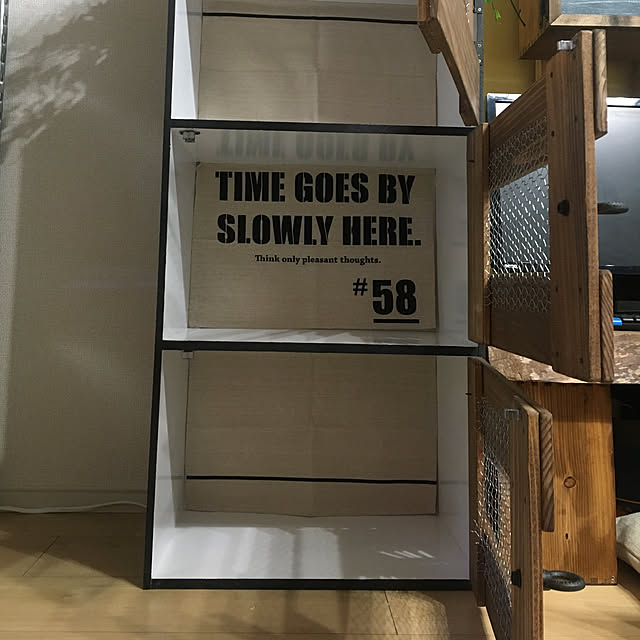 TIME GOES BY
SLOWLY HERE.
Think only pleasant thoughts.
#58